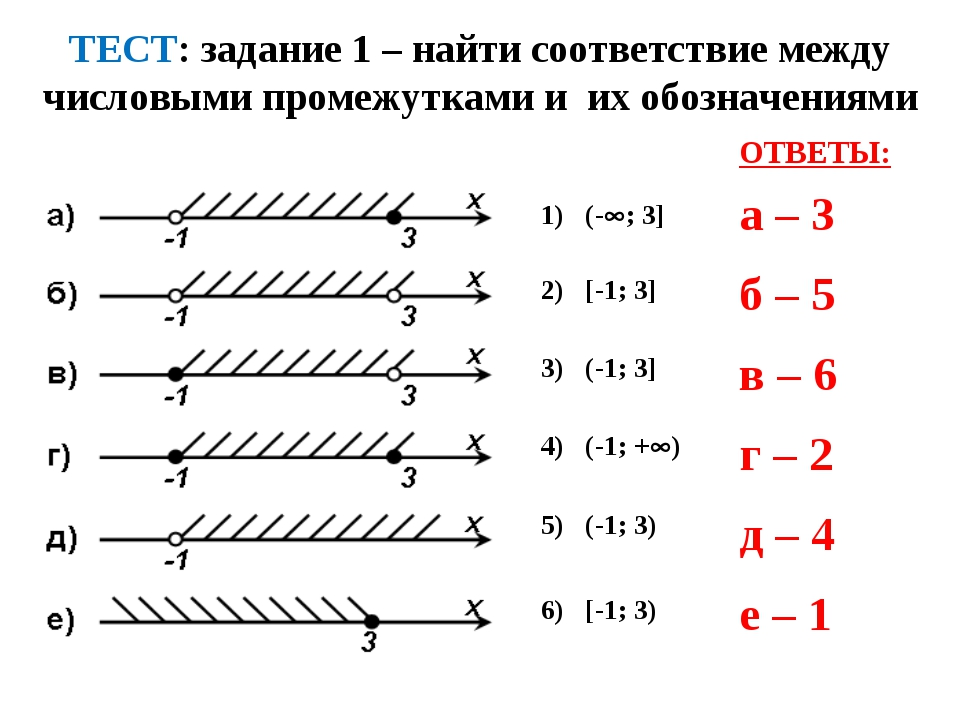 ТЕСТ: задание 1 – найти соответствие между
числовыми промежутками и их обозначениями
ОТВЕТЫ:
а) -1 3 х 1) (-∞; 3] а – 3
б) -1 3 х 2) [-1; 3] б – 5
в) -1 3 х 3) (-1; 3] в – 6
г) -1 3 х 4) (-1; +∞) г – 2
д) -1 х 5) (-1; 3) д – 4
е) 3 х 6) [-1; 3) е – 1